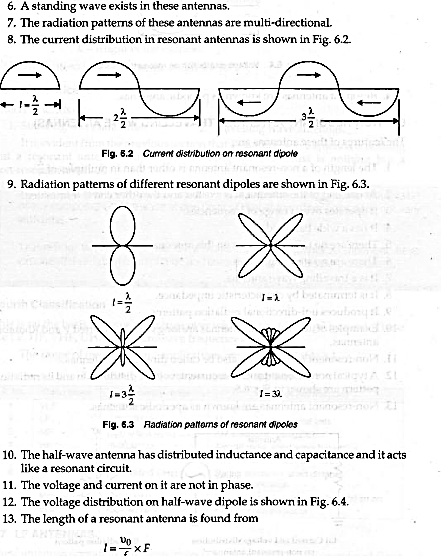 6. A standing wave exists in these antennas.
7. The radiation patterns of these antennas are multi-directional.
8. The current distribution in resonant antennas is shown in Fig. 6.2.
l = λ/2
2 λ/2
3 λ/2
Fig. 6.2 Current distribution on resonant dipole
9. Radiation patterns of different resonant dipoles are shown in Fig. 6.3.
l = λ/2
l = λ
l = 3 λ/2
l = 3λ
Fig. 6.3 Radiation patterns of resonant dipoles
10. The half-wave antenna has distributed inductance and capacitance and it acts
like a resonant circuit.
11. The voltage and current on it are not in phase.
12. The voltage distribution on half-wave dipole is shown in Fig. 6.4.
13. The length of a resonant antenna is found from
l = υ0/f × F